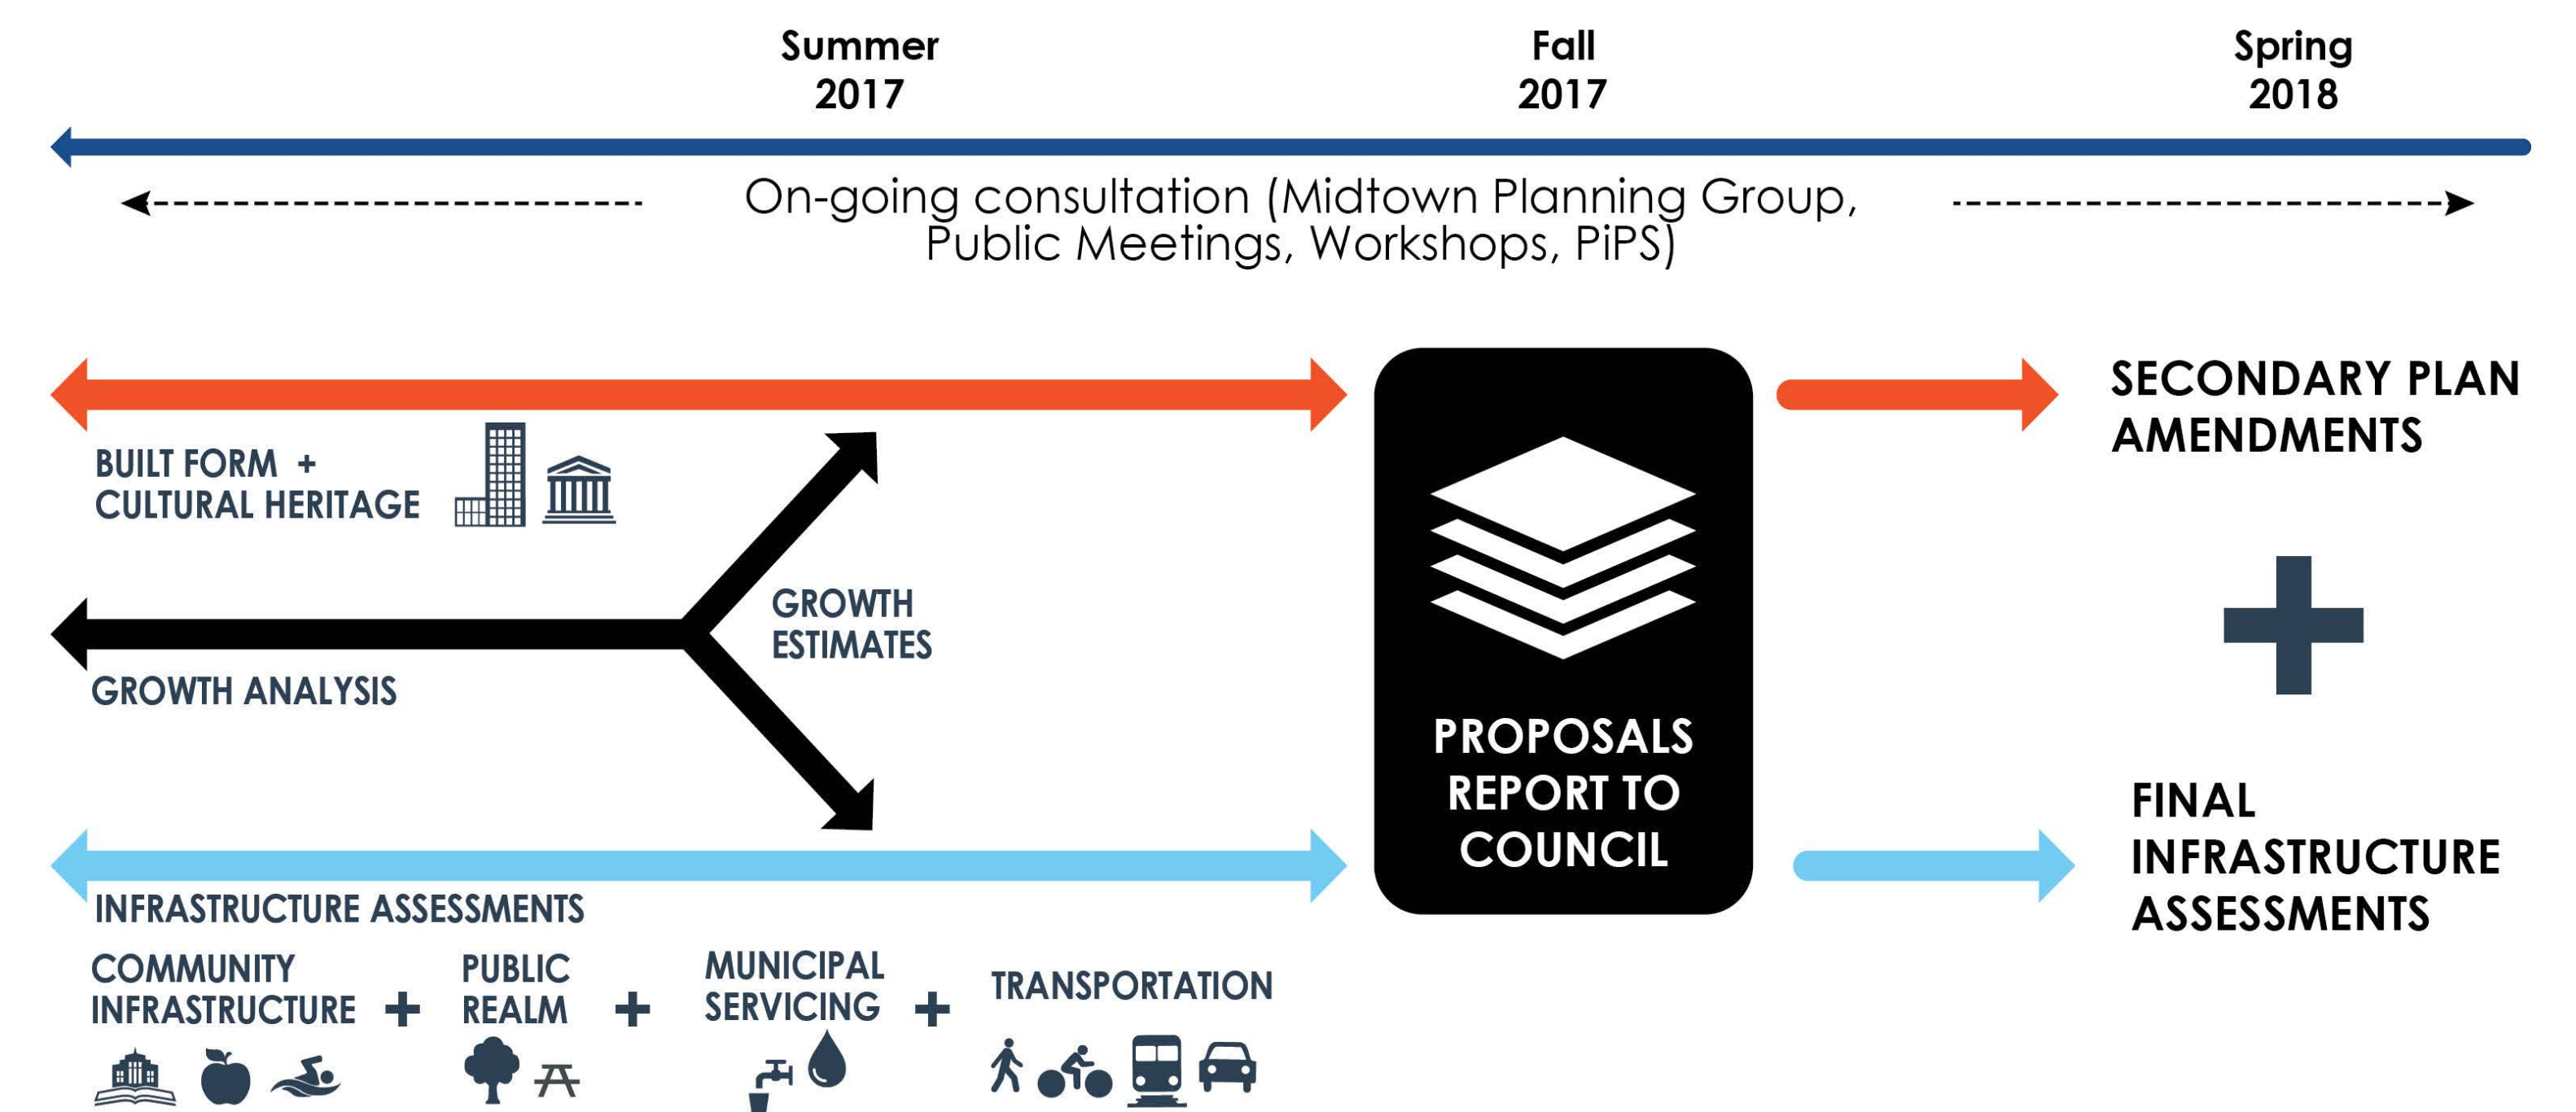 Summer
2017
Fall
2017
Spring
2018
On-going consultation (Midtown Planning Group,
Public Meetings, Workshops, PiPS)
BUILT FORM +
CULTURAL HERITAGE
GROWTH
ESTIMATES
GROWTH ANALYSIS
INFRASTRUCTURE ASSESSMENTS
COMMUNITY
INFRASTRUCTURE
+
PUBLIC
REALM
+
MUNICIPAL
SERVICING
+
TRANSPORTATION
PROPOSALS
REPORT TO
COUNCIL
SECONDARY PLAN
AMENDMENTS
+
FINAL
INFRASTRUCTURE
ASSESSMENTS